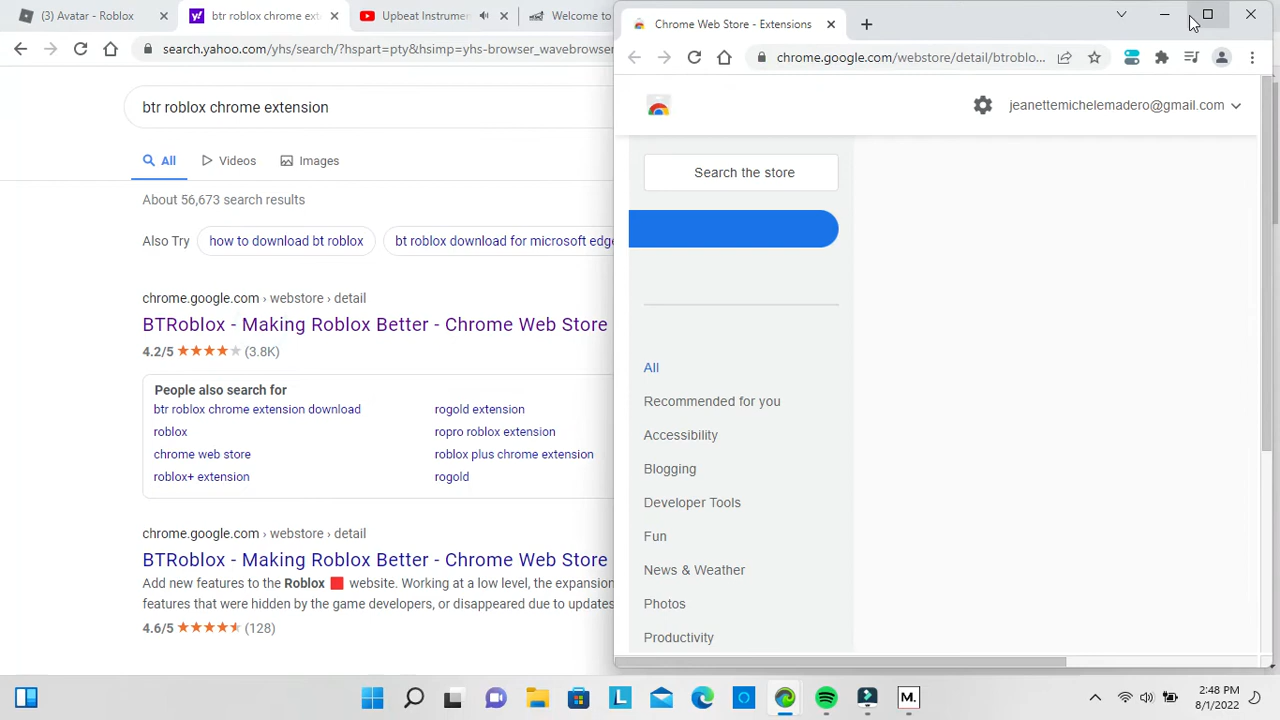 (3) Avatar - Roblox
btr roblox chrome ext
Upbeat Instrumen
Welcome to
search.yahoo.com/yhs/search/?hspart=pty&hsimp=yhs-browser_wavebrowser
btr roblox chrome extension
All
Videos
Images
About 56,673 search results
Also Try
how to download bt roblox
bt roblox download for microsoft edge
chrome.google.com › webstore › detail
BTRoblox - Making Roblox Better - Chrome Web Store
4.2/5 (3.8K)
People also search for
btr roblox chrome extension download
rogold extension
roblox
ropro roblox extension
chrome web store
roblox plus chrome extension
roblox+ extension
rogold
chrome.google.com › webstore › detail
BTRoblox - Making Roblox Better - Chrome Web Store
Add new features to the Roblox website. Working at a low level, the expansion
features that were hidden by the game developers, or disappeared due to updates
4.6/5 (128)
Chrome Web Store - Extensions
chrome.google.com/webstore/detail/btroblo...
jeanettemichelemadero@gmail.com
Search the store
All
Recommended for you
Accessibility
Blogging
Developer Tools
Fun
News & Weather
Photos
Productivity
L
M.
2:48 PM
8/1/2022